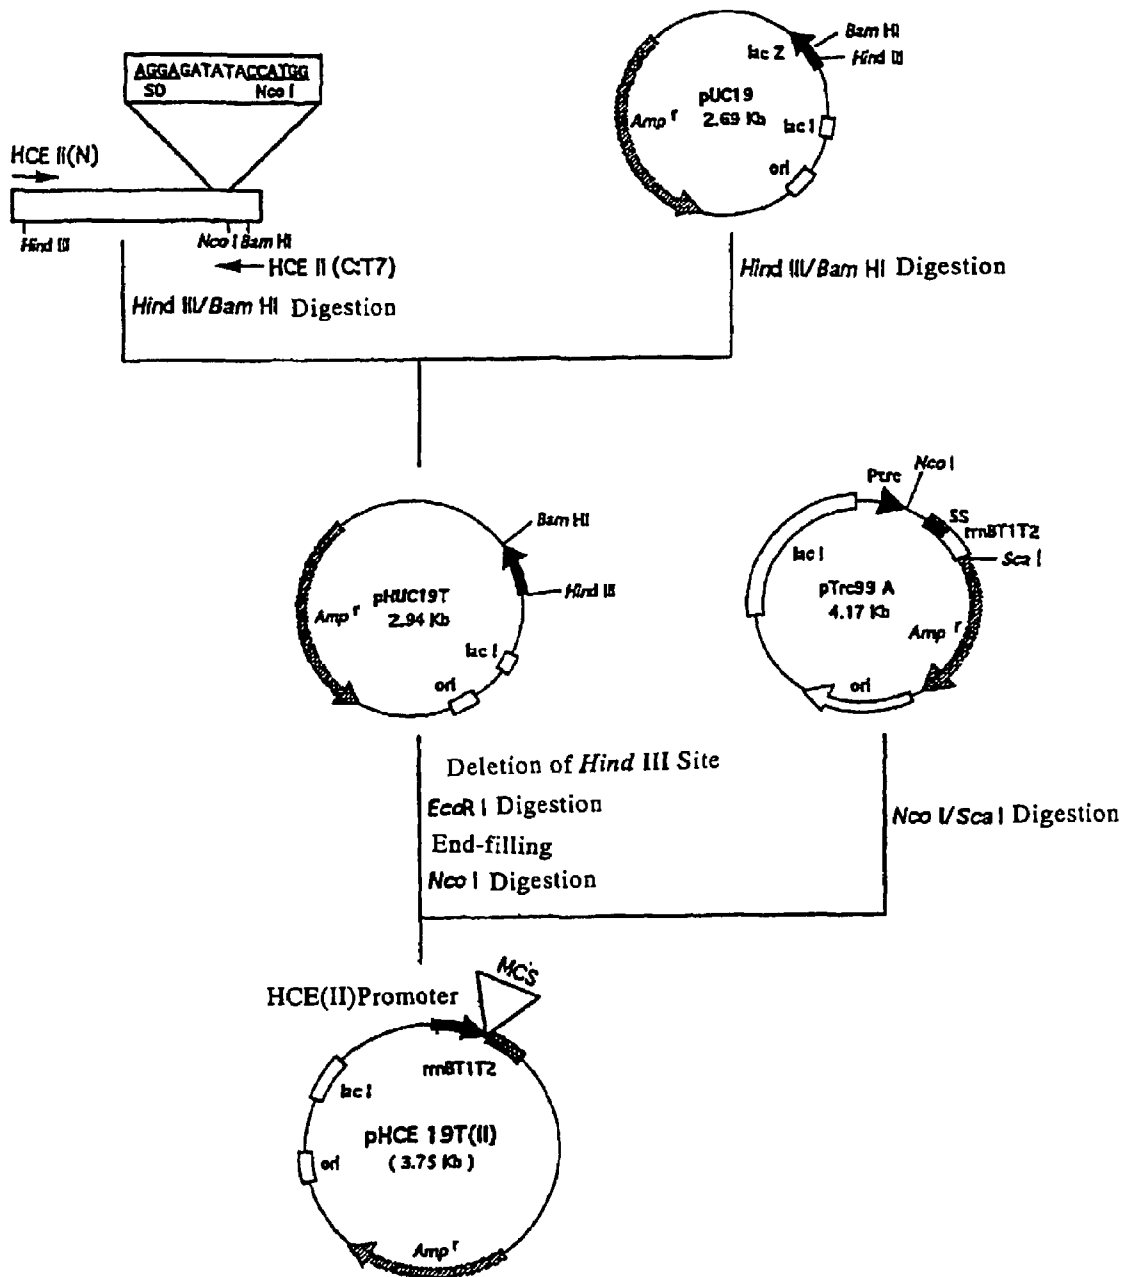 AGGAGATATACCATGG
SD
Nco I
HCE II(N)
Hind III
Nco I
Bam HI
HCE II (C:T7)
Hind III/Bam HI Digestion
lac Z
Bam HI
Hind III
pUC19
2.69 Kb
Amp r
lac I
ori
Hind III/Bam HI Digestion
Bam HI
Hind III
pHUC19T
2.94 Kb
Amp r
lac I
ori
Ptrc
Nco I
SS
rrnBT1T2
Sca I
lac I
pTrc99 A
4.17 Kb
Amp r
ori
Deletion of Hind III Site
EcoR I Digestion
End-filling
Nco I Digestion
Nco I/Sca I Digestion
MCS
HCE(II)Promoter
rrnBT1T2
lac I
pHCE 19T(II)
( 3.75 Kb )
ori
Amp r